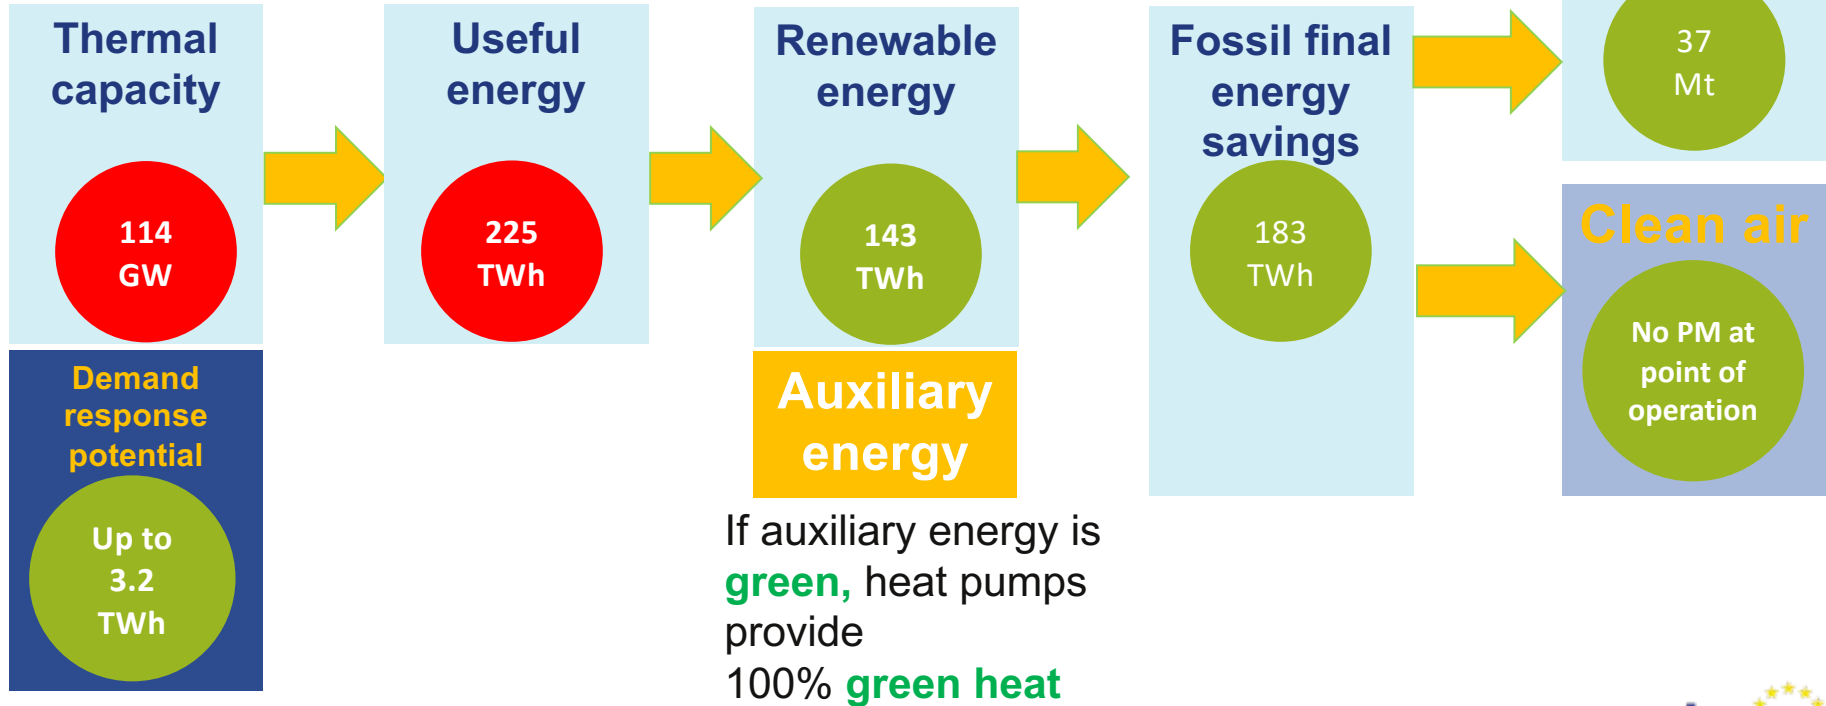 Thermal
capacity
114
GW
Demand
response
potential
Up to
3.2
TWh
Useful
energy
225
TWh
Renewable
energy
143
TWh
Auxiliary
energy
If auxiliary energy is
green, heat pumps
provide
100% green heat
Fossil final
energy
savings
183
TWh
37
Mt
Clean air
No PM at
point of
operation